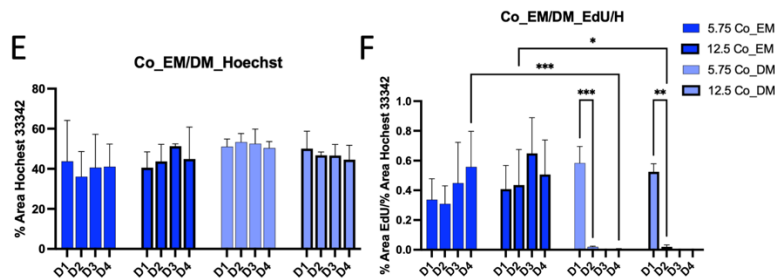 E
Co_EM/DM_Hoechst
% Area Hochest 33342
80
60
40
20
0
D1 D2 D3 D4 D1 D2 D3 D4 D1 D2 D3 D4 D1 D2 D3 D4
F
Co_EM/DM_EdU/H
% Area EdU/% Area Hochest 33342
1.0
0.8
0.6
0.4
0.2
0.0
*
***
*** **
D1 D2 D3 D4 D1 D2 D3 D4 D1 D2 D3 D4 D1 D2 D3 D4
5.75 Co_EM
12.5 Co_EM
5.75 Co_DM
12.5 Co_DM